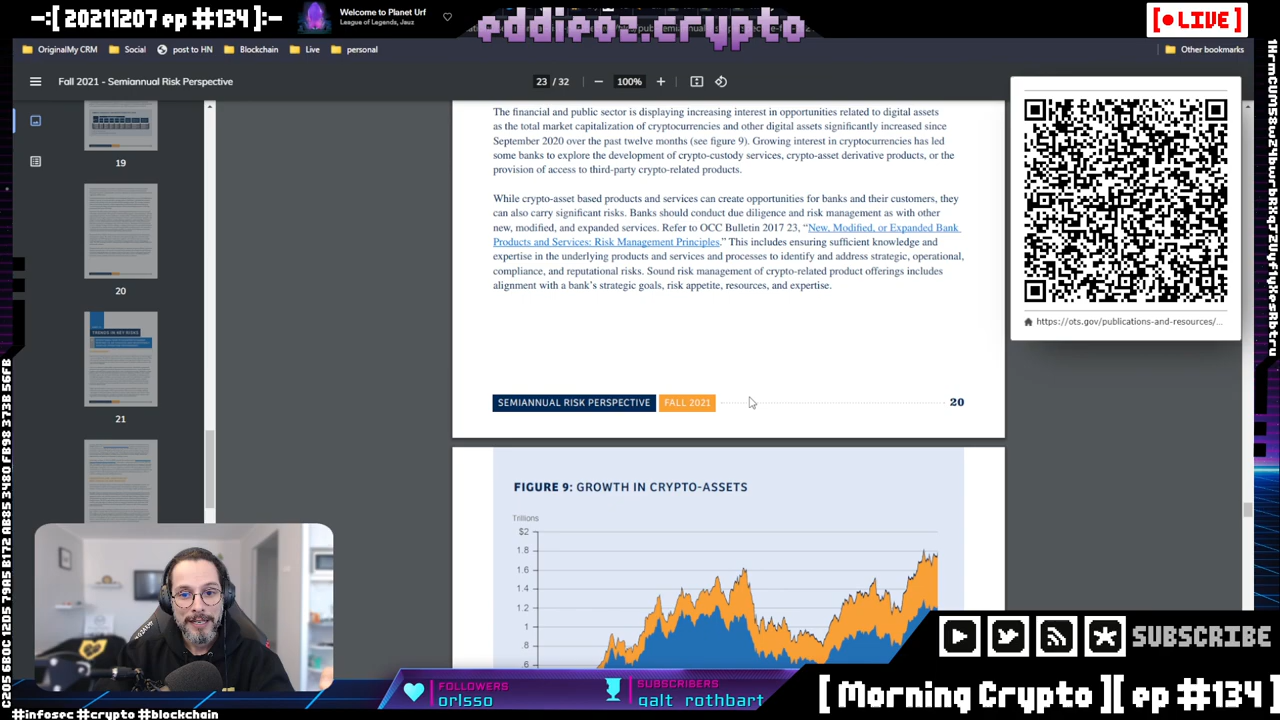 -:[ 20211207 ep #134 ]:-
Welcome to Planet Urf
League of Legends, Jauz
eddieoz.crypto
[ ● LIVE ]
OriginalMy CRM
Social
post to HN
Blockchain
Live
personal
Other bookmarks
Fall 2021 - Semiannual Risk Perspective
23 / 32
100%
19
20
21
The financial and public sector is displaying increasing interest in opportunities related to digital assets
as the total market capitalization of cryptocurrencies and other digital assets significantly increased since
September 2020 over the past twelve months (see figure 9). Growing interest in cryptocurrencies has led
some banks to explore the development of crypto-custody services, crypto-asset derivative products, or the
provision of access to third-party crypto-related products.
While crypto-asset based products and services can create opportunities for banks and their customers, they
can also carry significant risks. Banks should conduct due diligence and risk management as with other
new, modified, and expanded services. Refer to OCC Bulletin 2017 23, “New, Modified, or Expanded Bank
Products and Services: Risk Management Principles.” This includes ensuring sufficient knowledge and
expertise in the underlying products and services and processes to identify and address strategic, operational,
compliance, and reputational risks. Sound risk management of crypto-related product offerings includes
alignment with a bank’s strategic goals, risk appetite, resources, and expertise.
SEMIANNUAL RISK PERSPECTIVE FALL 2021 20
https://ots.gov/publications-and-resources/...
FIGURE 9: GROWTH IN CRYPTO-ASSETS
Trillions
$2
1.8
1.6
1.4
1.2
1
.8
.6
SUBSCRIBE
FOLLOWERS
orlsso
SUBSCRIBERS
galt_rothbart
[ Morning Crypto ][ ep #134 ]
#infosec #crypto #blockchain